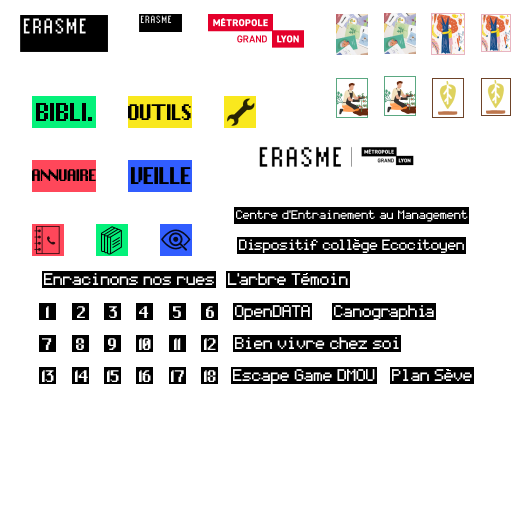 ERASME
ERASME
MÉTROPOLE
GRAND LYON
BIBLI.
OUTILS
ERASME
MÉTROPOLE
GRAND LYON
ANNUAIRE
VEILLE
Centre d'Entrainement au Management
Dispositif collège Ecocitoyen
Enracinons nos rues
L'arbre Témoin
1 2 3 4 5 6
OpenDATA
Canographia
7 8 9 10 11 12
Bien vivre chez soi
13 14 15 16 17 18
Escape Game DMOU
Plan Sève